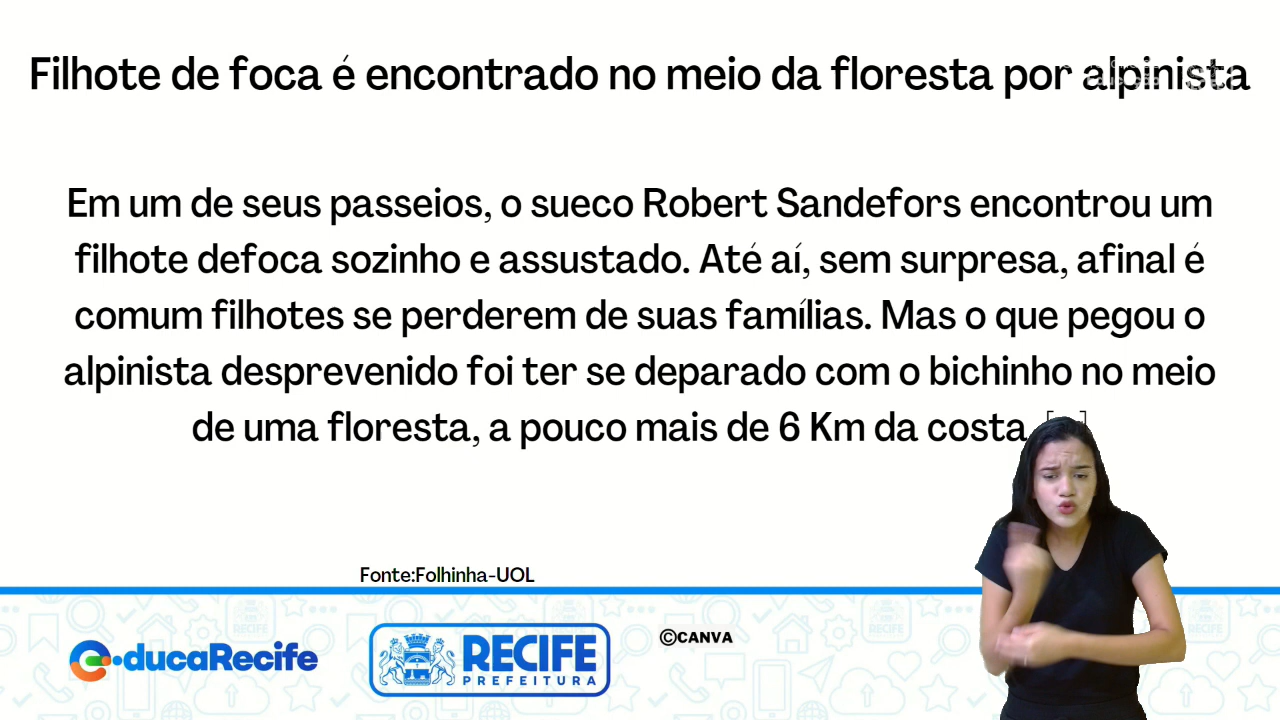 Filhote de foca é encontrado no meio da floresta por alpinista
Em um de seus passeios, o sueco Robert Sandefors encontrou um
filhote defoca sozinho e assustado. Até aí, sem surpresa, afinal é
comum filhotes se perderem de suas famílias. Mas o que pegou o
alpinista desprevenido foi ter se deparado com o bichinho no meio
de uma floresta, a pouco mais de 6 Km da costa
Fonte:Folhinha-UOL
ducaRecife
RECIFE
PREFEITURA
©CANVA